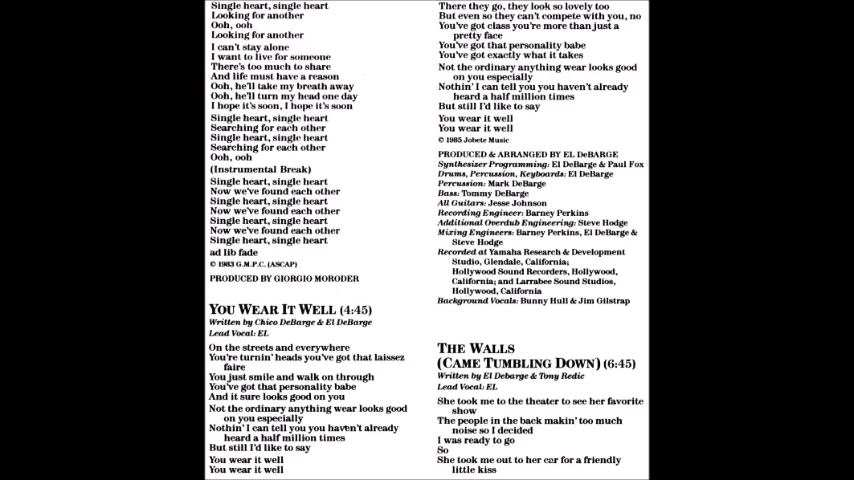 Single heart, single heart
Looking for another
Ooh, ooh
Looking for another
I can't stay alone
I want to live for someone
There's too much to share
And life must have a reason
Ooh, he'll take my breath away
Ooh, he'll turn my head one day
I hope it's soon, I hope it's soon
Single heart, single heart
Searching for each other
Single heart, single heart
Searching for each other
Ooh, ooh
(Instrumental Break)
Single heart, single heart
Now we've found each other
Single heart, single heart
Now we've found each other
Single heart, single heart
Now we've found each other
Single heart, single heart
ad lib fade
© 1983 G.M.P.C. (ASCAP)
PRODUCED BY GIORGIO MORODER
YOU WEAR IT WELL (4:45)
Written by Chico DeBarge & El DeBarge
Lead Vocal: EL
On the streets and everywhere
You're turnin' heads you've got that laissez
faire
You just smile and walk on through
You've got that personality babe
And it sure looks good on you
Not the ordinary anything wear looks good
on you especially
Nothin' I can tell you you haven't already
heard a half million times
But still I'd like to say
You wear it well
You wear it well
There they go, they look so lovely too
But even so they can't compete with you, no
You've got class you're more than just a
pretty face
You've got that personality babe
You've got exactly what it takes
Not the ordinary anything wear looks good
on you especially
Nothin' I can tell you you haven't already
heard a half million times
But still I'd like to say
You wear it well
You wear it well
© 1985 Jobete Music
PRODUCED & ARRANGED BY EL DeBARGE
Synthesizer Programming: El DeBarge & Paul Fox
Drums, Percussion, Keyboards: El DeBarge
Percussion: Mark DeBarge
Bass: Tommy DeBarge
All Guitars: Jesse Johnson
Recording Engineer: Barney Perkins
Additional Overdub Engineering: Steve Hodge
Mixing Engineers: Barney Perkins, El DeBarge &
Steve Hodge
Recorded at Yamaha Research & Development
Studio, Glendale, California;
Hollywood Sound Recorders, Hollywood,
California; and Larrabee Sound Studios,
Hollywood, California
Background Vocals: Bunny Hull & Jim Gilstrap
THE WALLS
(CAME TUMBLING DOWN) (6:45)
Written by El Debarge & Tony Redic
Lead Vocal: EL
She took me to the theater to see her favorite
show
The people in the back makin' too much
noise so I decided
I was ready to go
So
She took me out to her car for a friendly
little kiss